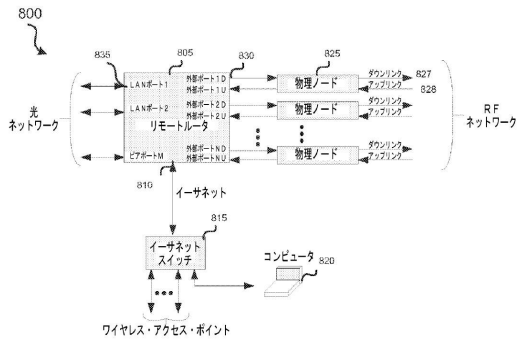 800
835
805
830
825
LANポート1
外部ポート1D
外部ポート1U
物理ノード
ダウンリンク
827
アップリンク
828
LANポート2
外部ポート2D
外部ポート2U
物理ノード
ダウンリンク
アップリンク
光
ネットワーク
リモートルータ
RF
ネットワーク
ピアポートM
外部ポートND
外部ポートNU
物理ノード
ダウンリンク
アップリンク
810
イーサネット
815
イーサネット
スイッチ
コンピュータ
820
ワイヤレス・アクセス・ポイント